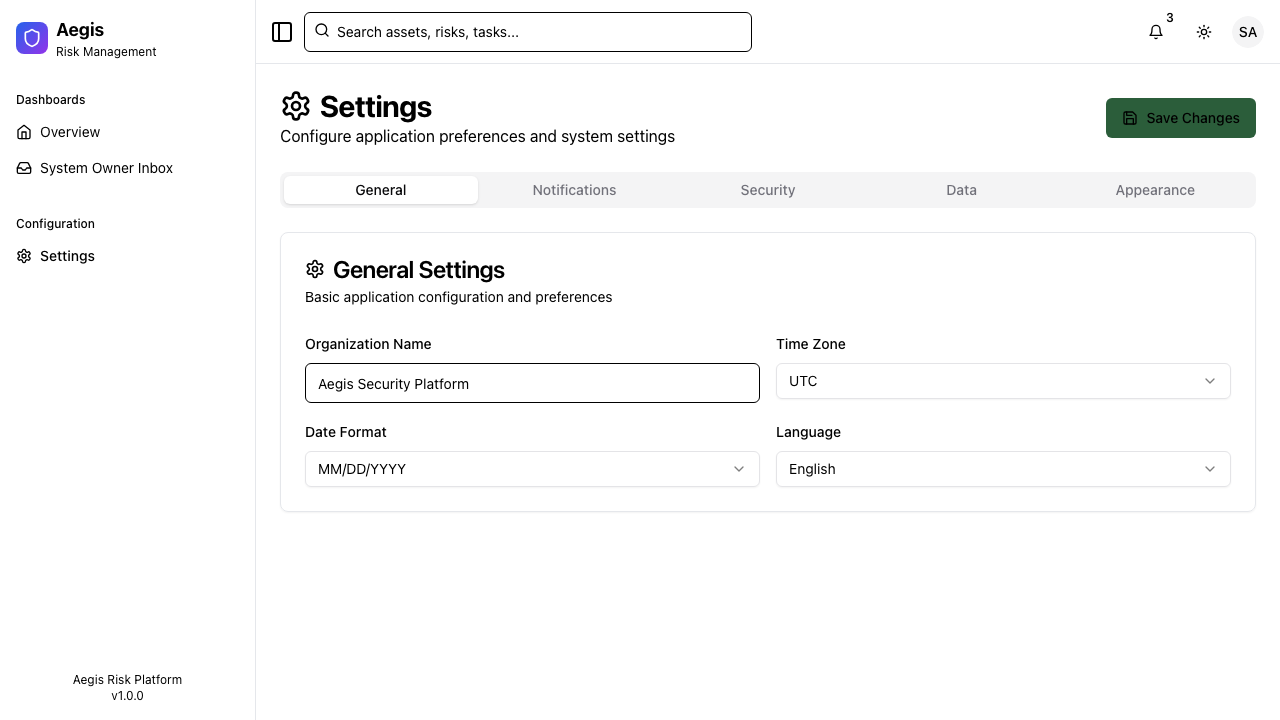 Aegis
Risk Management
Dashboards
Overview
System Owner Inbox
Configuration
Settings
Aegis Risk Platform
v1.0.0
Search assets, risks, tasks...
3
SA
Settings
Configure application preferences and system settings
Save Changes
General
Notifications
Security
Data
Appearance
General Settings
Basic application configuration and preferences
Organization Name
Aegis Security Platform
Time Zone
UTC
Date Format
MM/DD/YYYY
Language
English